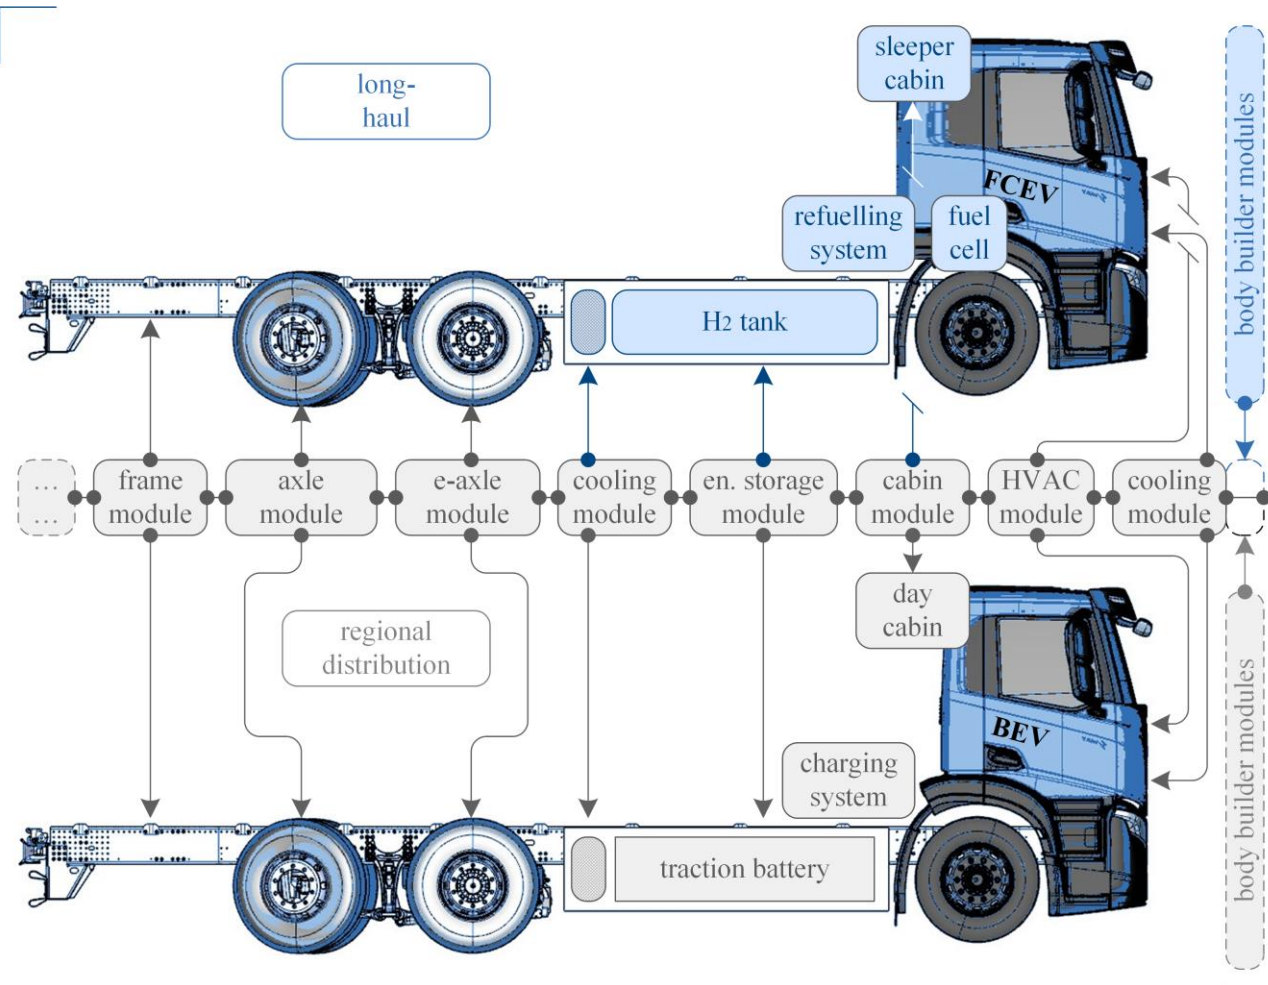 sleeper
cabin
long-
haul
FCEV
refuelling
system
fuel
cell
H2 tank
body builder modules
...
...
frame
module
axle
module
e-axle
module
cooling
module
en. storage
module
cabin
module
HVAC
module
cooling
module
day
cabin
regional
distribution
BEV
charging
system
traction battery
body builder modules